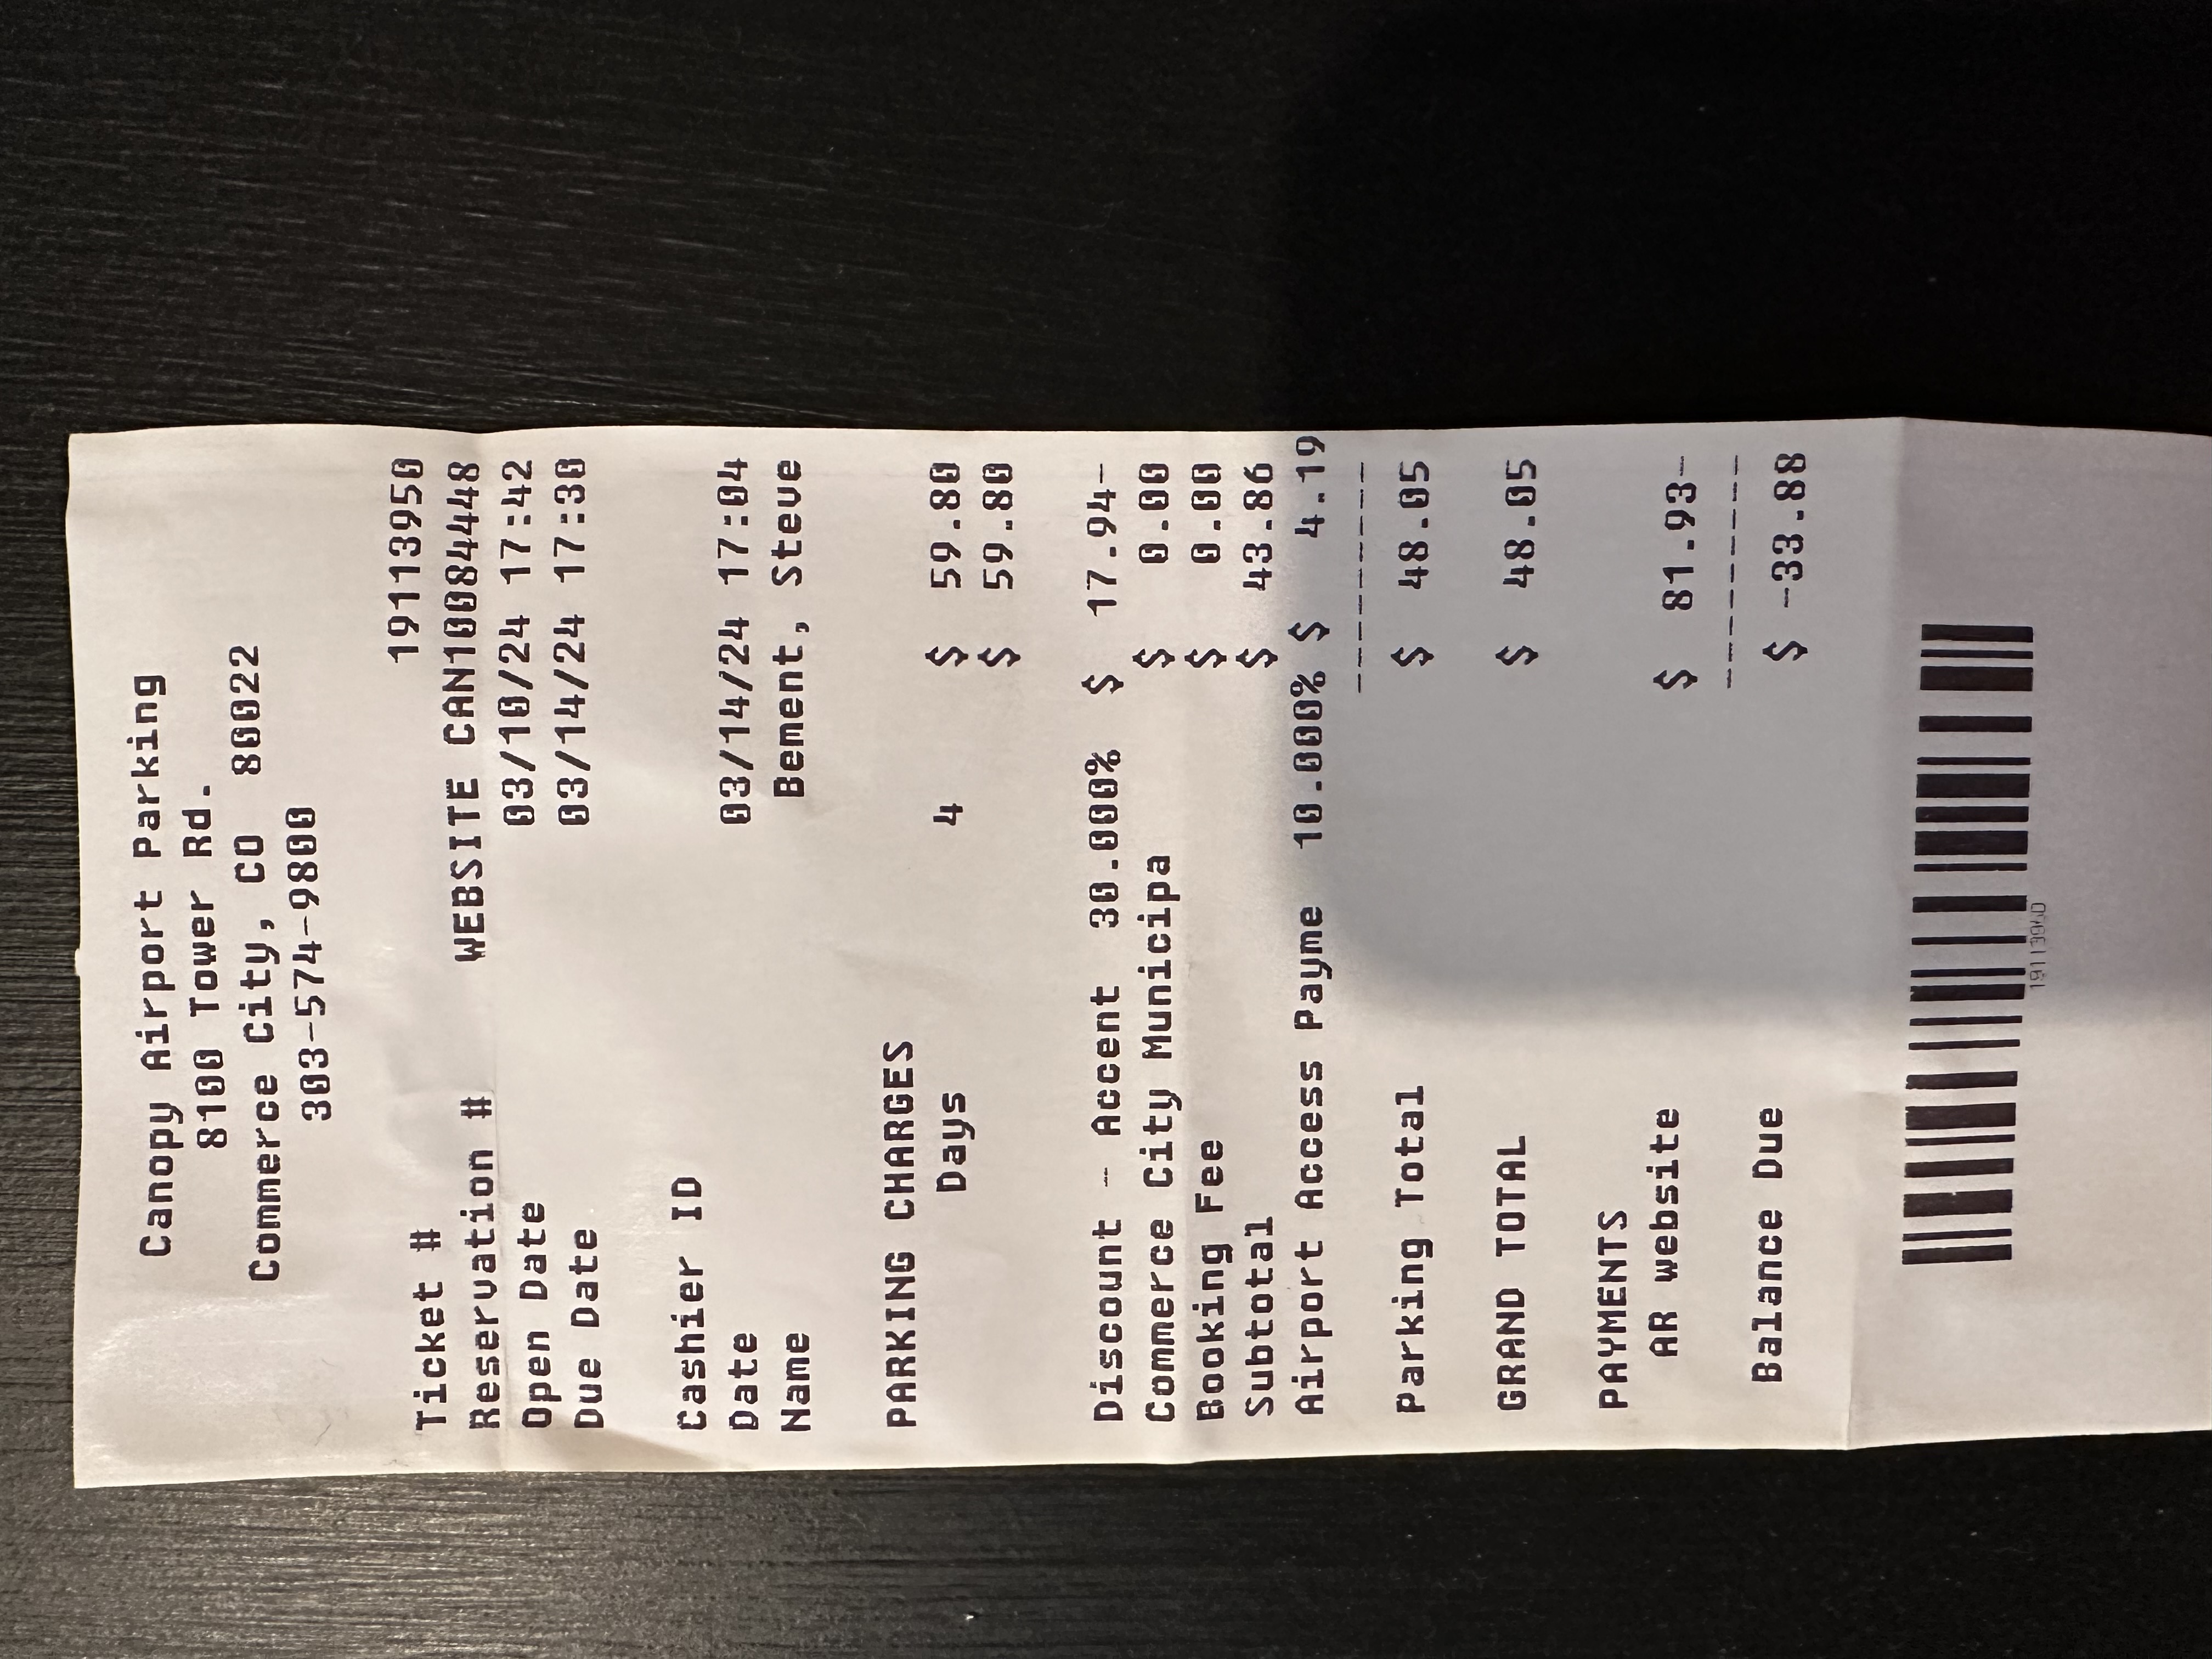 Canopy Airport Parking
8100 Tower Rd.
Commerce City, CO 80022
303-574-9800
Ticket # 19113950
Reservation # WEBSITE CAN10084448
Open Date 03/10/24 17:42
Due Date 03/14/24 17:30
Cashier ID
Date 03/14/24 17:04
Name Bement, Steve
PARKING CHARGES
Days 4 $ 59.80
$ 59.80
Discount - Accent 30.000% $ 17.94-
Commerce City Municipa $ 0.00
Booking Fee $ 0.00
Subtotal $ 43.86
Airport Access Payme 10.000% $ 4.19
---------
Parking Total $ 48.05
GRAND TOTAL $ 48.05
PAYMENTS
AR website $ 81.93-
---------
Balance Due $ -33.88